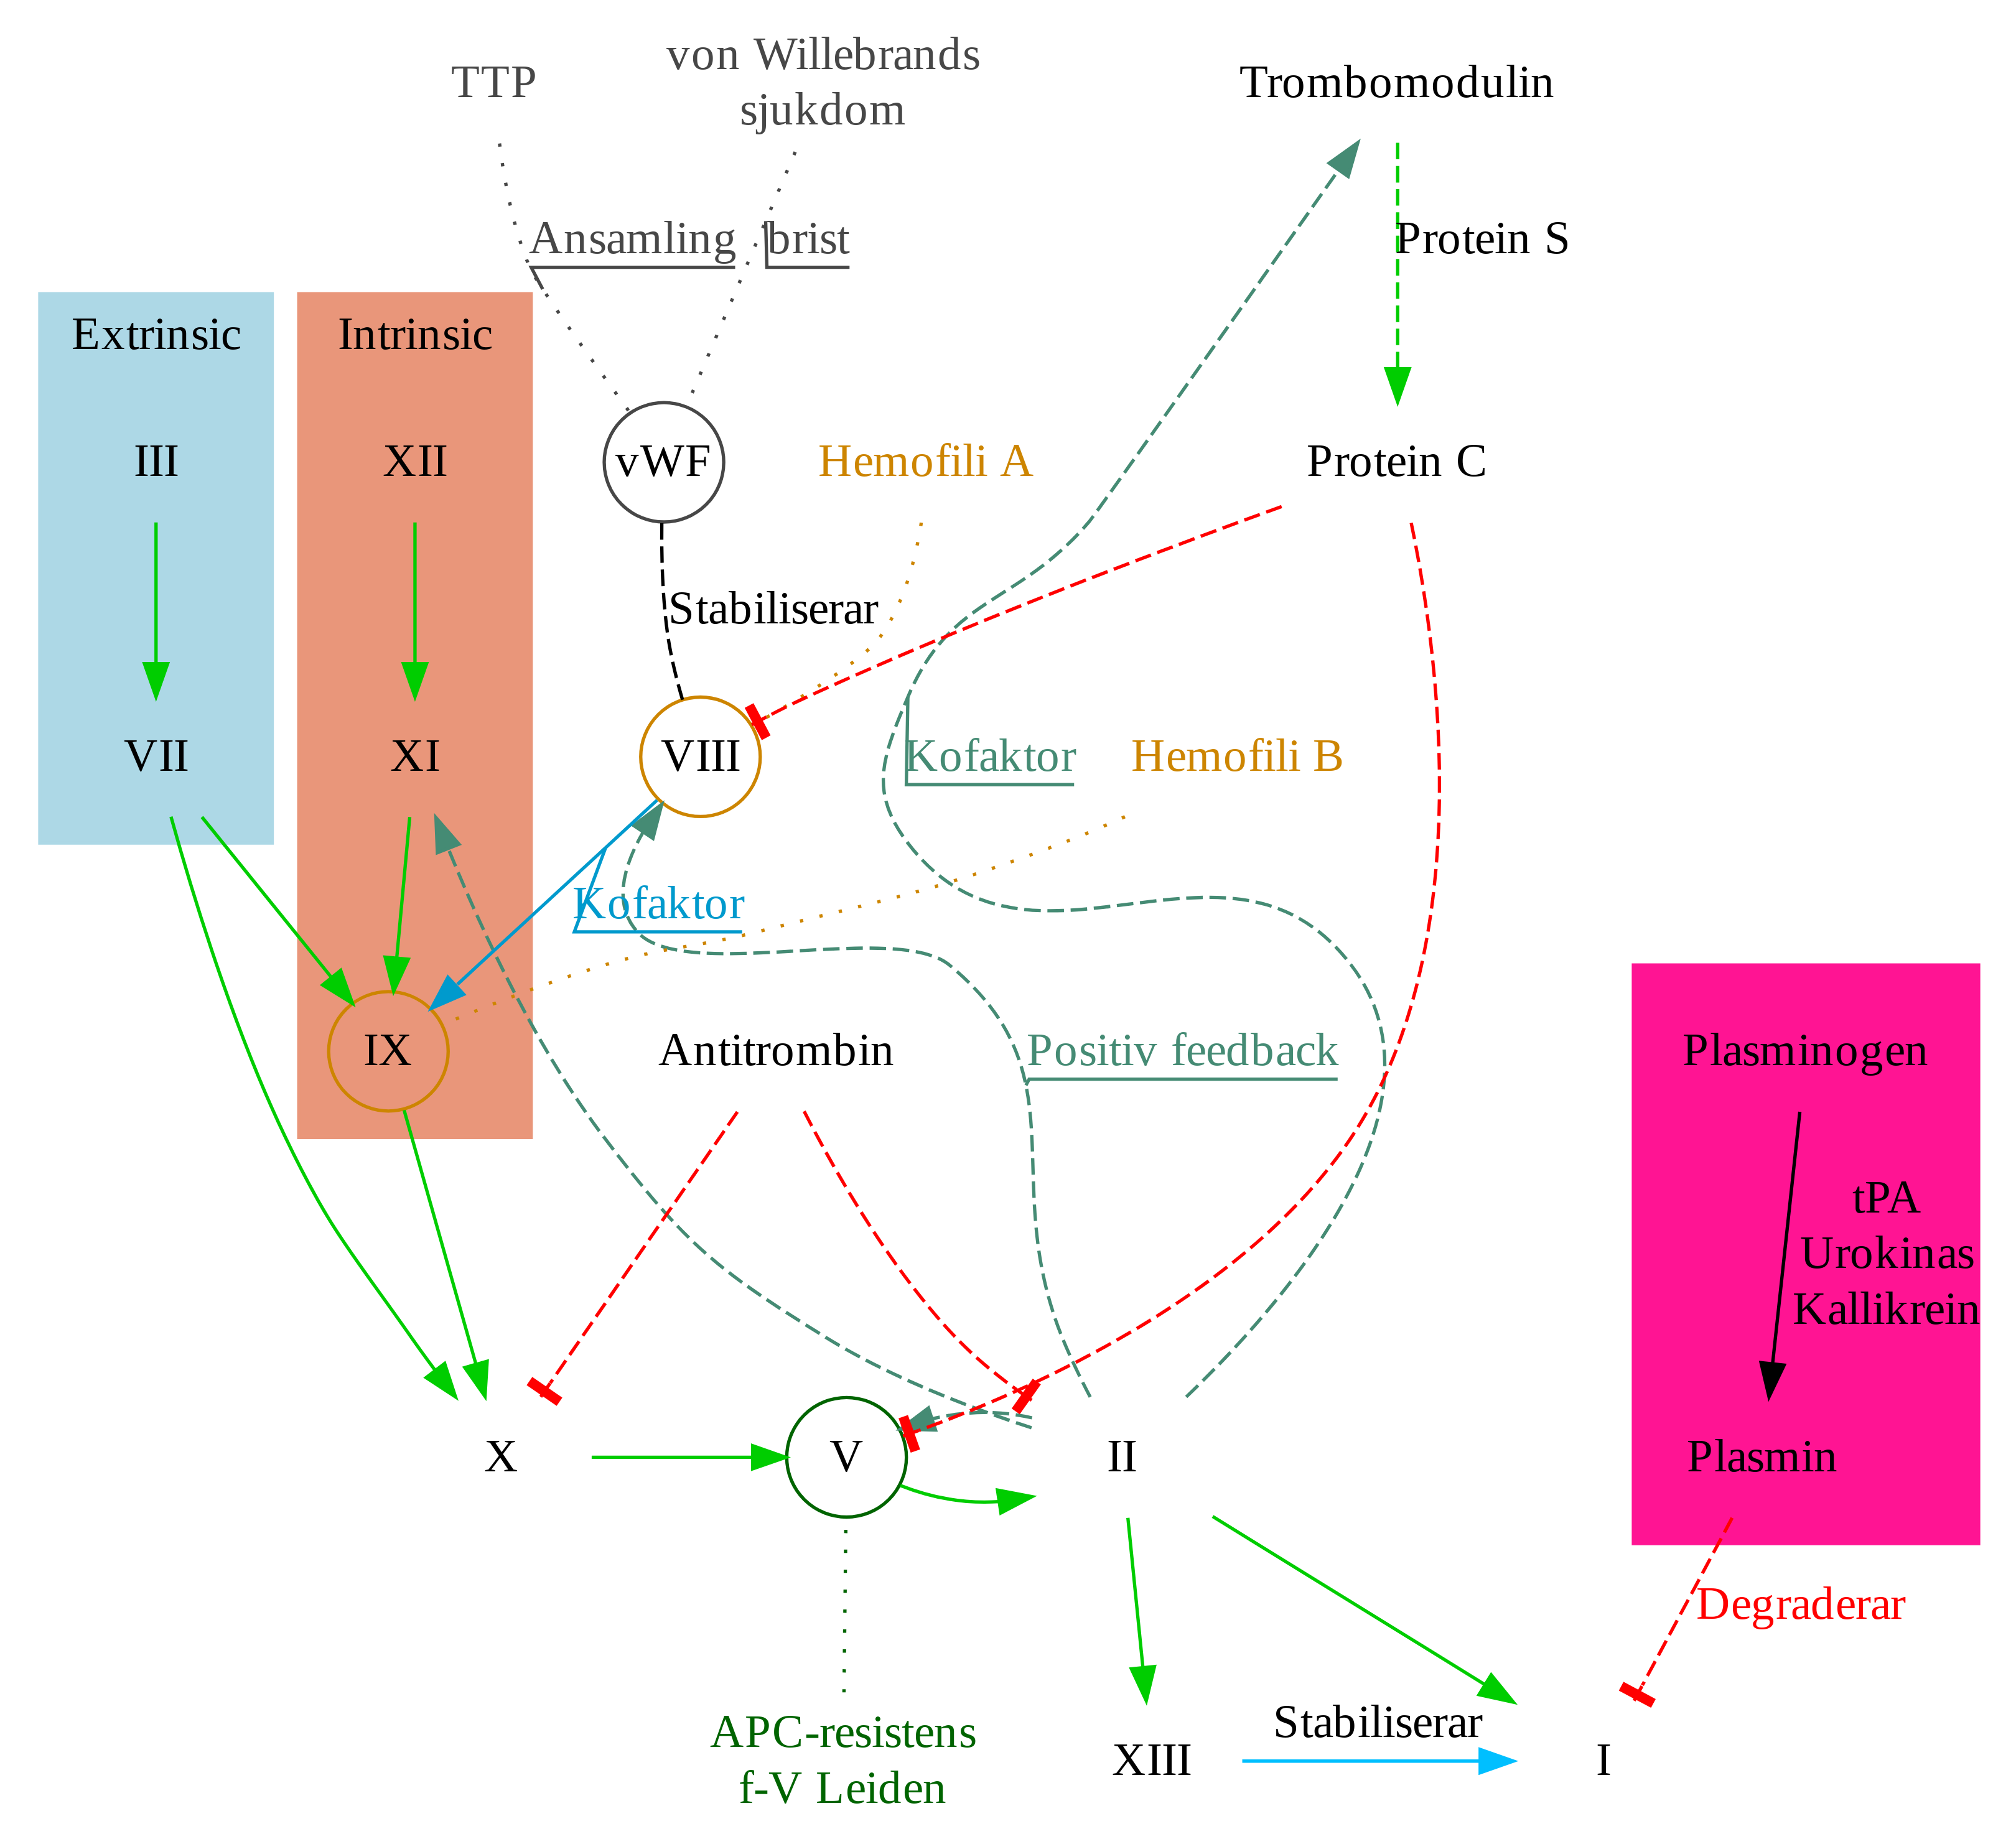 TTP
von Willebrands
sjukdom
Trombomodulin
Ansamling
brist
Protein S
Extrinsic
Intrinsic
III
XII
vWF
Hemofili A
Protein C
Stabiliserar
VII
XI
VIII
Kofaktor
Hemofili B
Kofaktor
IX
Antitrombin
Positiv feedback
Plasminogen
tPA
Urokinas
Kallikrein
X
V
II
Plasmin
Degraderar
APC-resistens
f-V Leiden
XIII
Stabiliserar
I